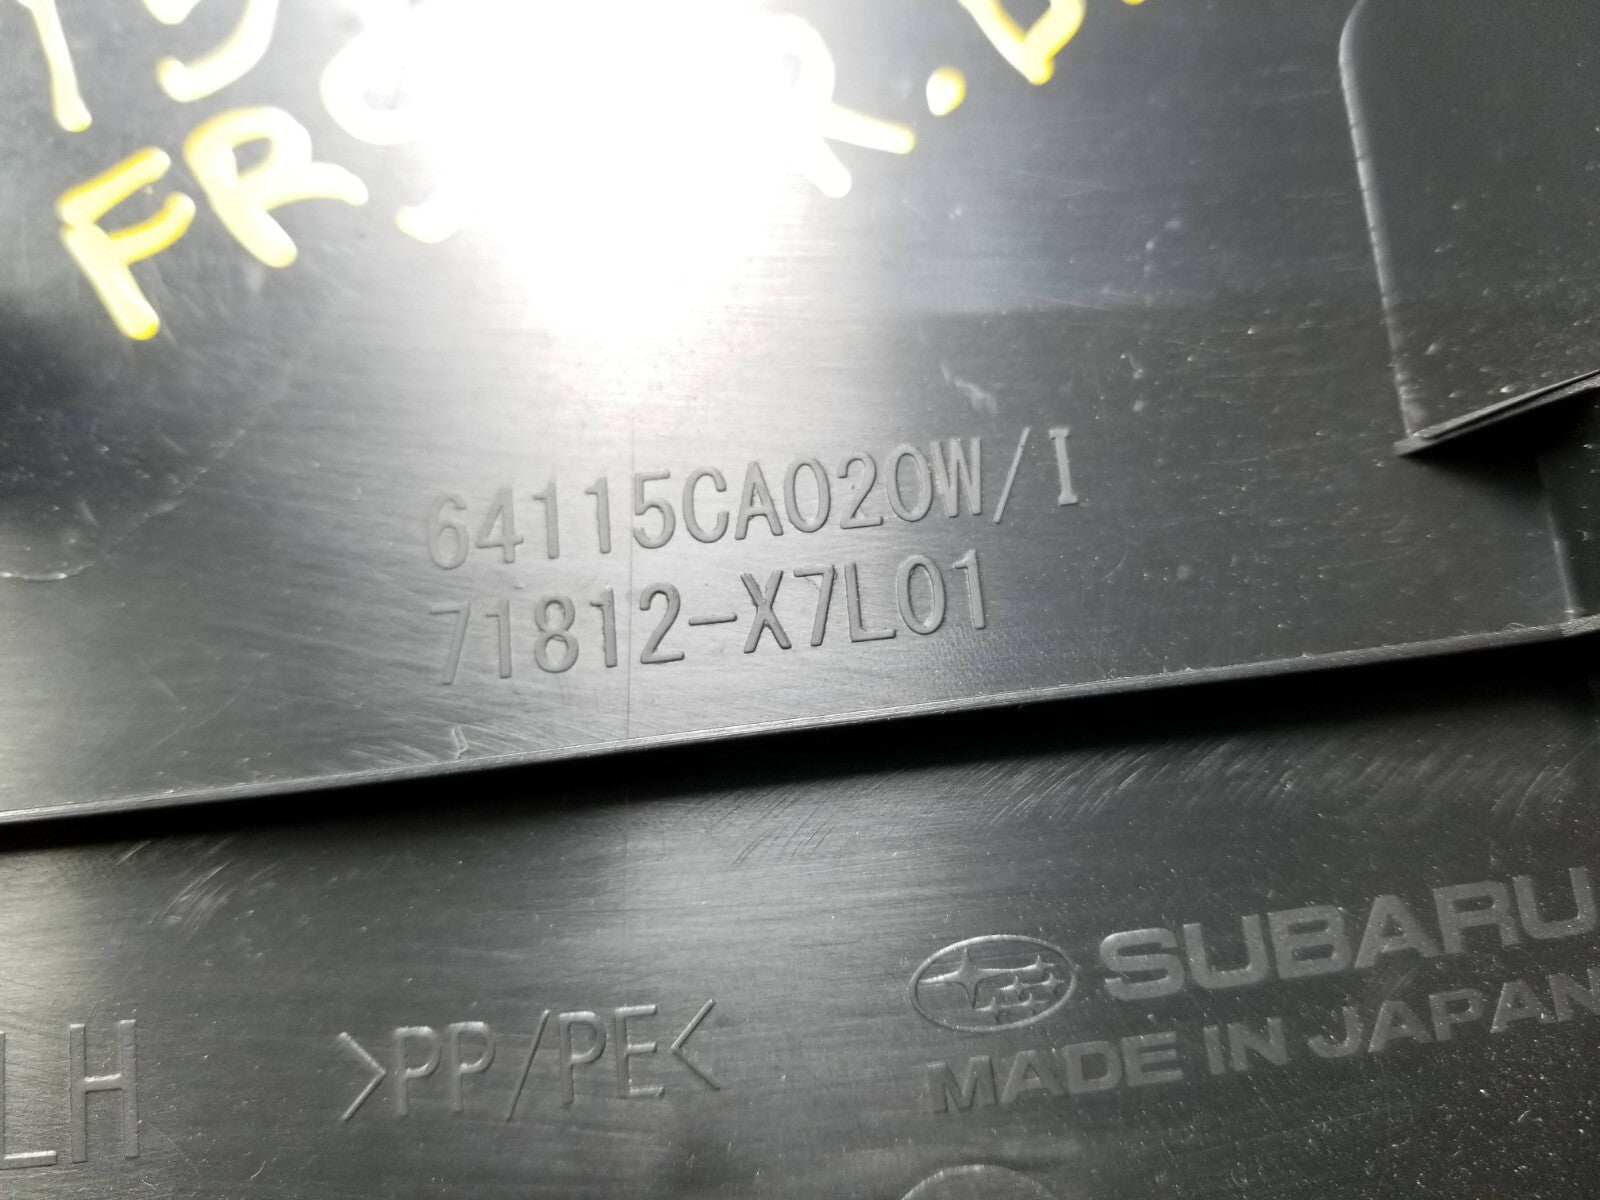 FR
64115CA020W/I
71812-X7L01
SUBARU
LH >PP/PE<
MADE IN JAPAN